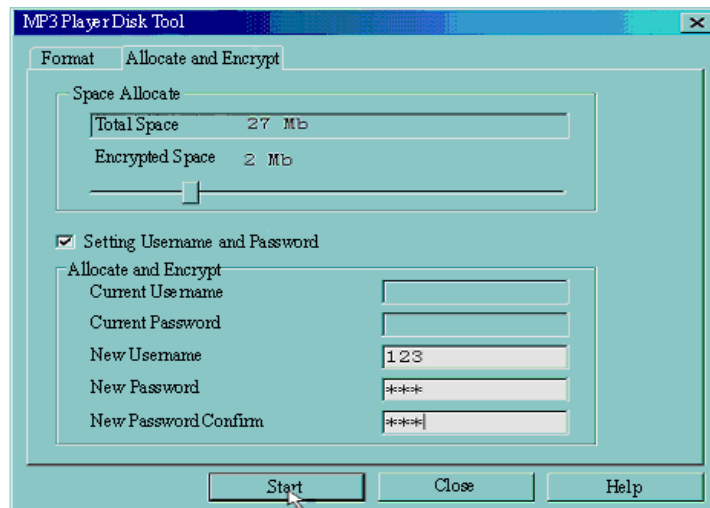 MP3 Player Disk Tool
Format Allocate and Encrypt
Space Allocate
Total Space 27 Mb
Encrypted Space 2 Mb
Setting Username and Password
Allocate and Encrypt
Current Username
Current Password
New Username 123
New Password ***
New Password Confirm ***
Start Close Help